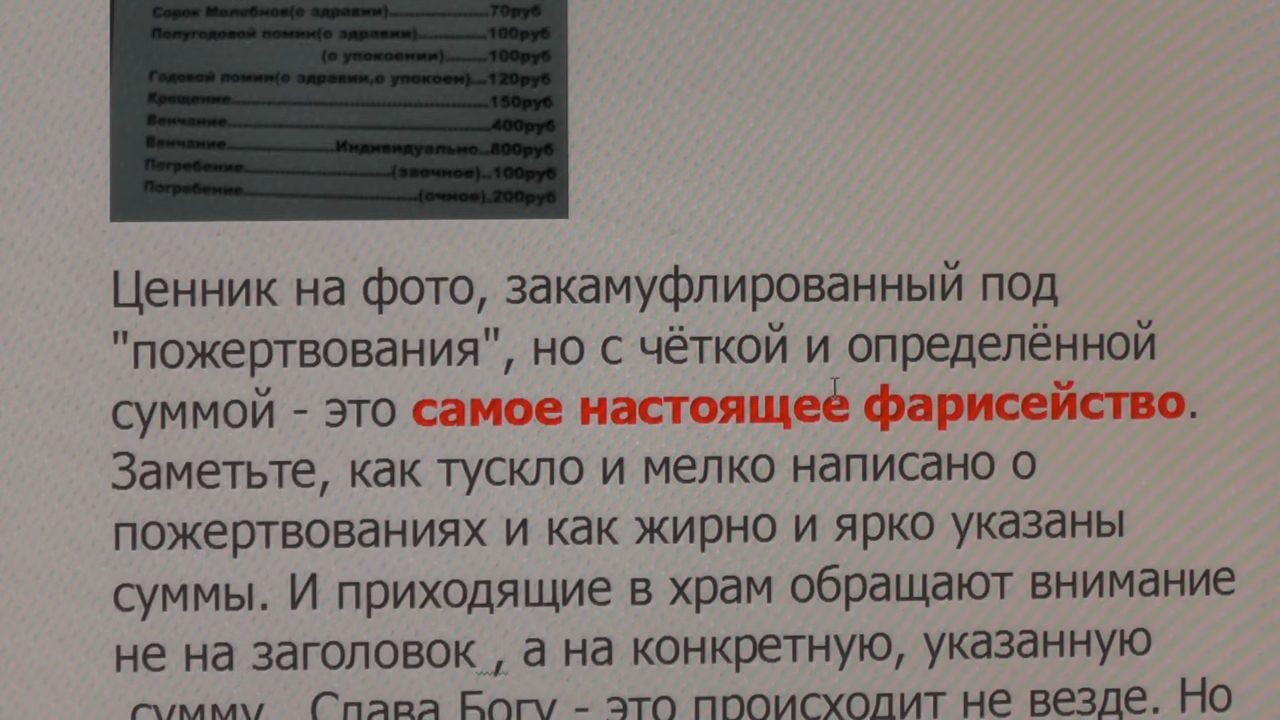 Сорок Молебнов(о здравии)..................70руб
Полугодовой помин(о здравии).............100руб
(о упокоении).........100руб
Годовой помин(о здравии,о упокоен)...120руб
Крещение..................................................150руб
Венчание...................................................400руб
Венчание.....................Индивидуально..800руб
Погребение..............................(заочное)..100руб
Погребение...................................(очное).200руб
Ценник на фото, закамуфлированный под
"пожертвования", но с чёткой и определённой
суммой - это самое настоящее фарисейство.
Заметьте, как тускло и мелко написано о
пожертвованиях и как жирно и ярко указаны
суммы. И приходящие в храм обращают внимание
не на заголовок , а на конкретную, указанную
сумму. Слава Богу - это происходит не везде. Но